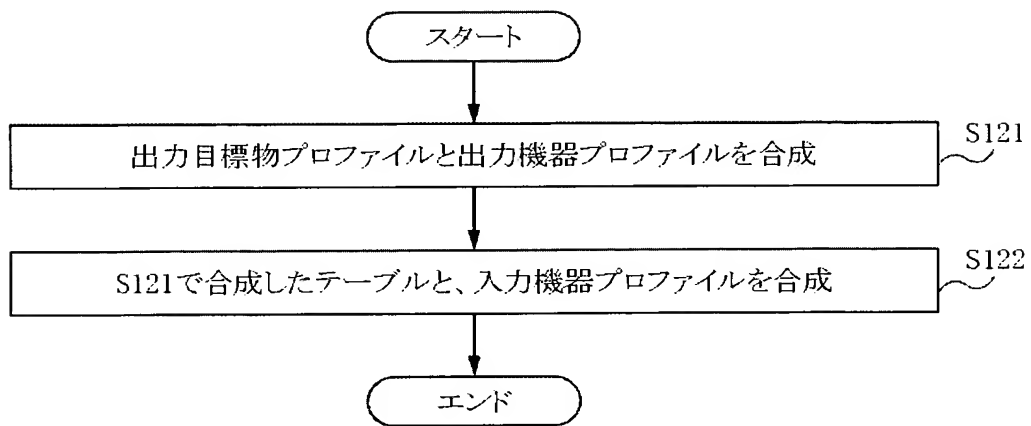 スタート
出力目標物プロファイルと出力機器プロファイルを合成
S121
S121で合成したテーブルと、入力機器プロファイルを合成
S122
エンド